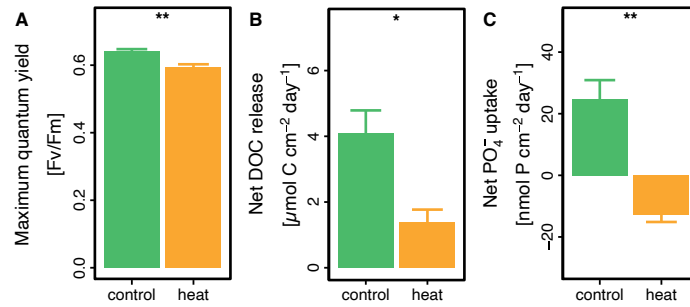 A
**
Maximum quantum yield
[Fv/Fm]
0.6
0.4
0.2
0.0
control heat
B
*
Net DOC release
[µmol C cm⁻² day⁻¹]
6
4
2
0
control heat
C
**
Net PO₄⁻ uptake
[nmol P cm⁻² day⁻¹]
40
20
0
−20
control heat